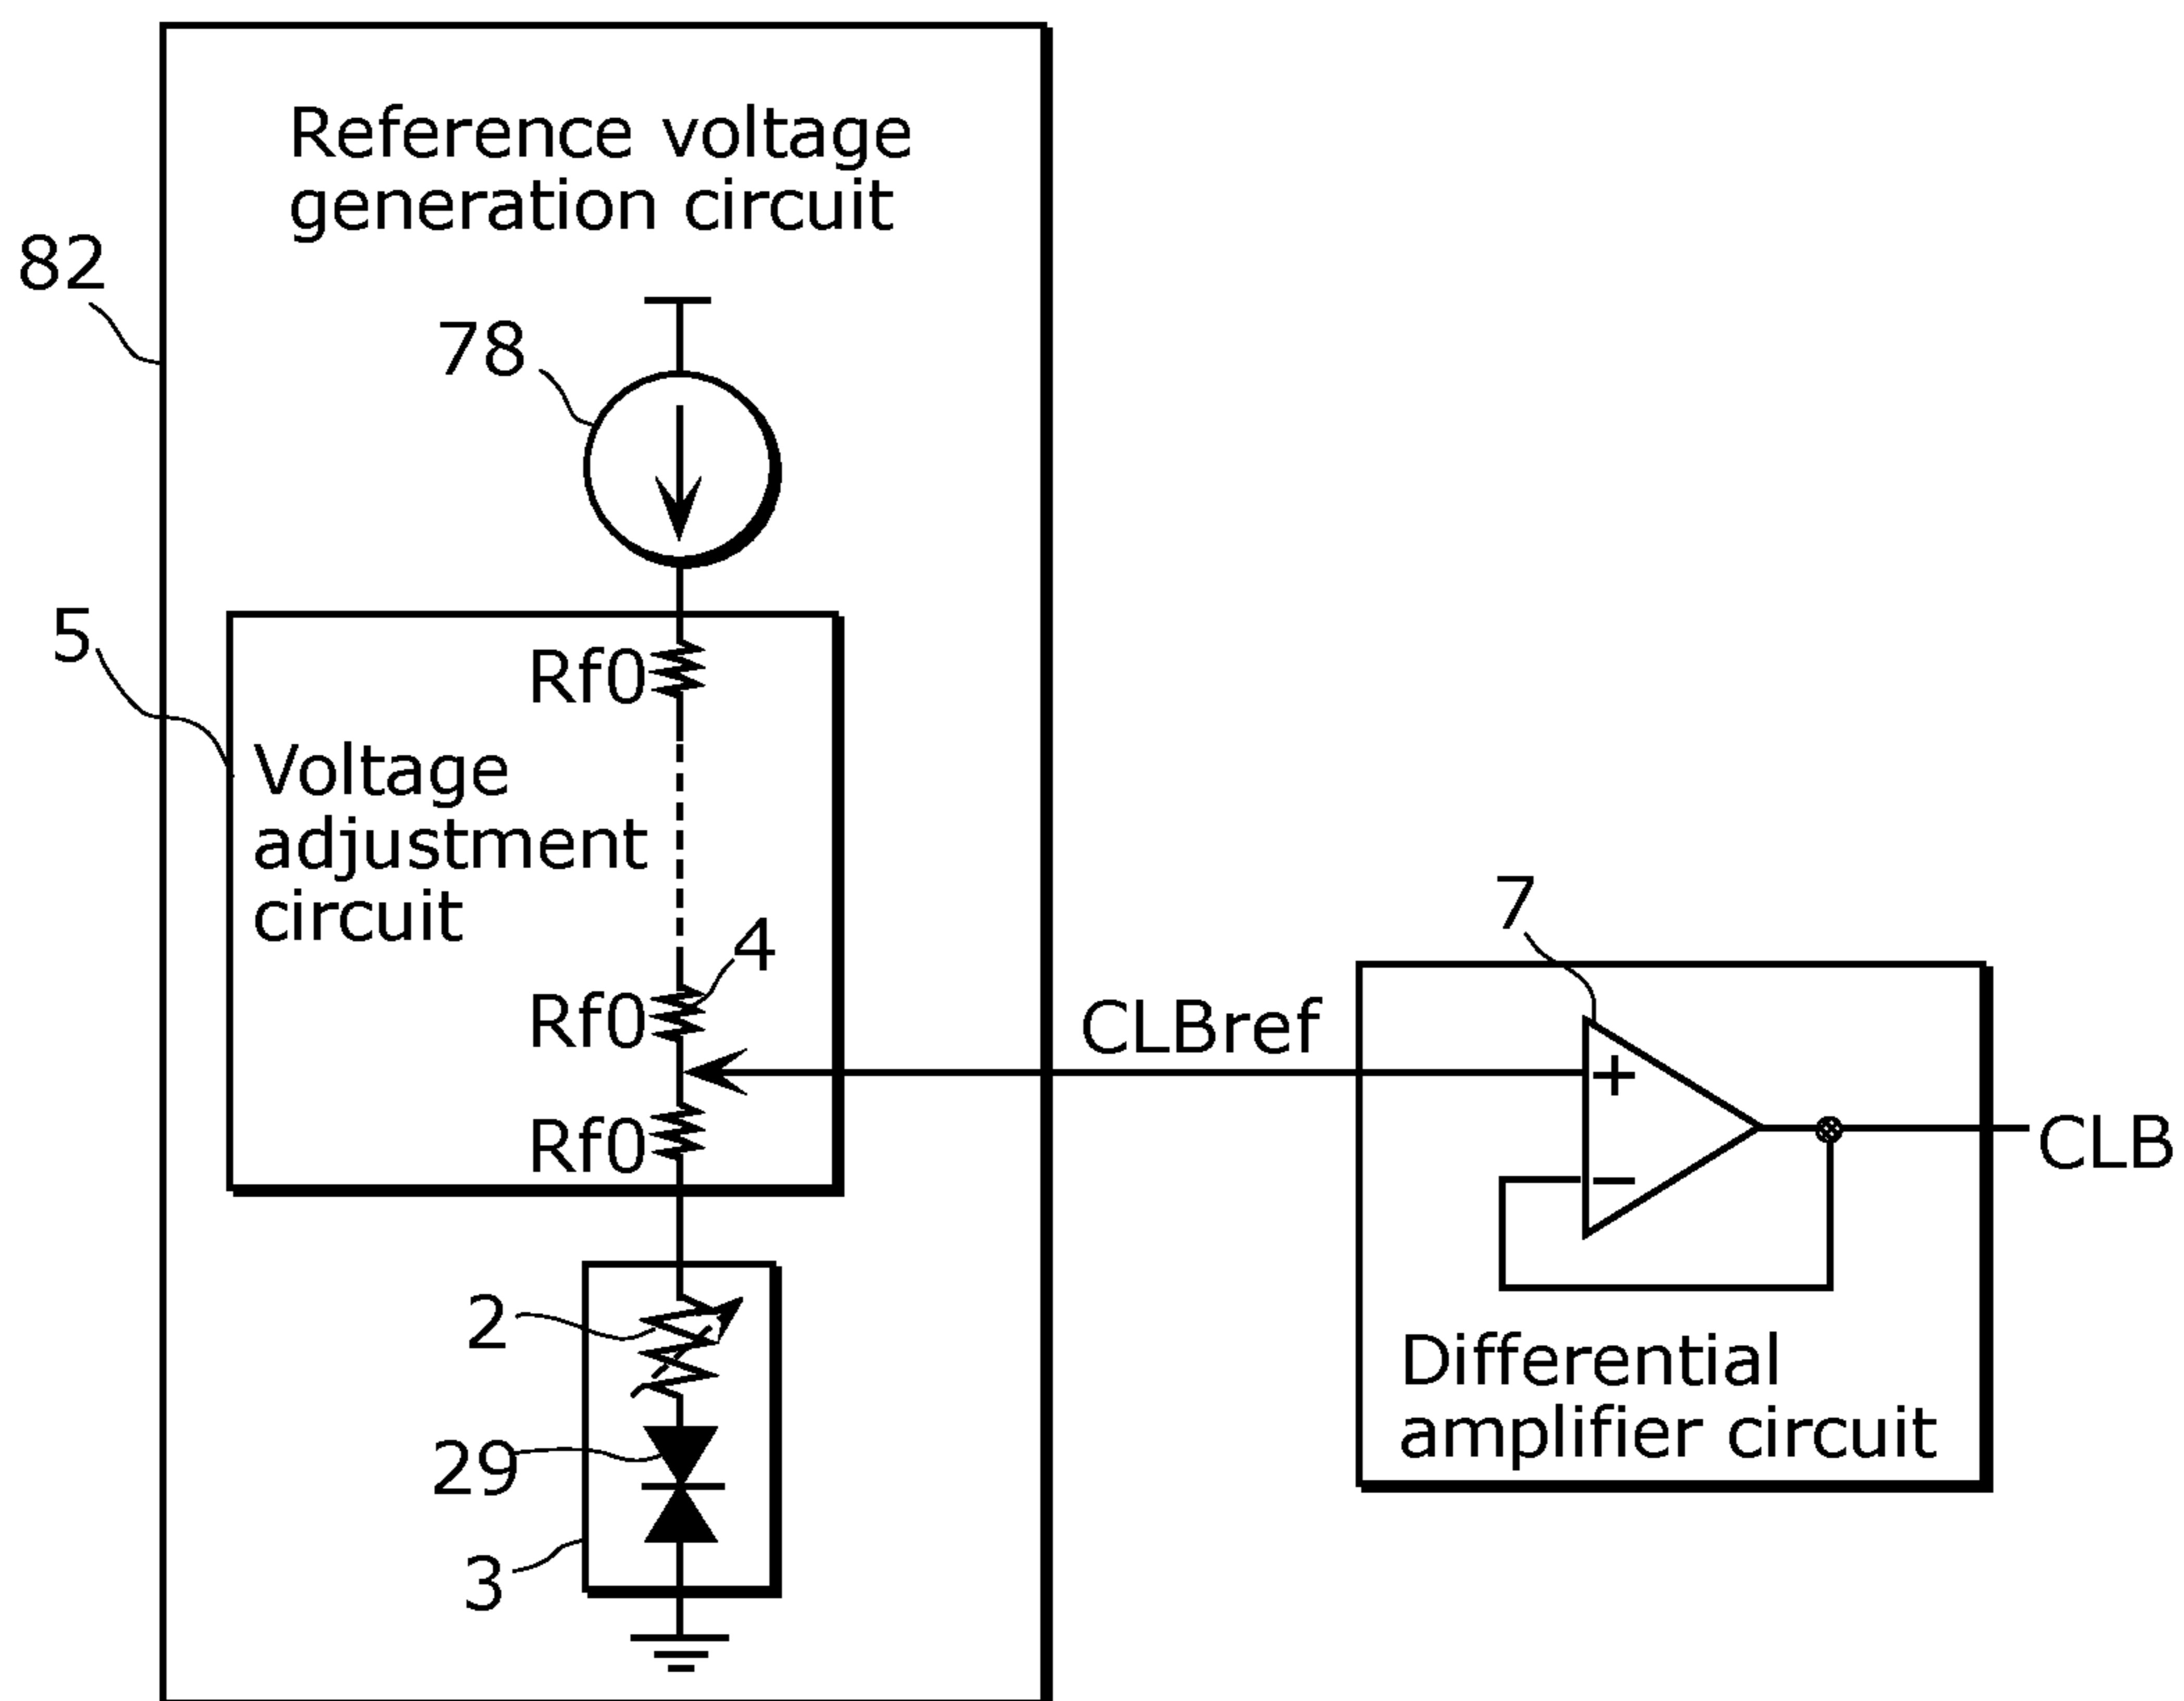 Reference voltage
generation circuit
82
78
5
Rf0
Voltage
adjustment
circuit
4
Rf0
Rf0
CLBref
7
+
−
CLB
Differential
amplifier circuit
2
29
3